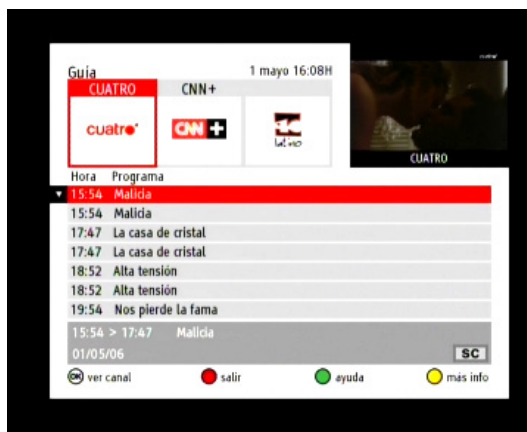 Guía
1 mayo 16:08H
cuatro
CUATRO
CNN+
cuatro
CNN+
40
latino
CUATRO
Hora Programa
15:54 Malicia
15:54 Malicia
17:47 La casa de cristal
17:47 La casa de cristal
18:52 Alta tensión
18:52 Alta tensión
19:54 Nos pierde la fama
15:54 > 17:47 Malicia
01/05/06
SC
OK ver canal
salir
ayuda
más info